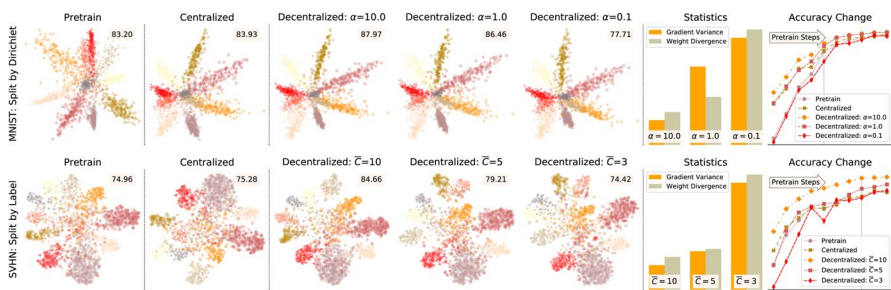 Pretrain
Centralized
Decentralized: α=10.0
Decentralized: α=1.0
Decentralized: α=0.1
Statistics
Accuracy Change
MNIST: Split by Dirichlet
83.20
83.93
87.97
86.46
77.71
Gradient Variance
Weight Divergence
α = 10.0
α = 1.0
α = 0.1
Pretrain Steps
Pretrain
Centralized
Decentralized: α=10.0
Decentralized: α=1.0
Decentralized: α=0.1
Pretrain
Centralized
Decentralized: C̅=10
Decentralized: C̅=5
Decentralized: C̅=3
Statistics
Accuracy Change
SVHN: Split by Label
74.96
75.28
84.66
79.21
74.42
Gradient Variance
Weight Divergence
C̅ = 10
C̅ = 5
C̅ = 3
Pretrain Steps
Pretrain
Centralized
Decentralized: C̅=10
Decentralized: C̅=5
Decentralized: C̅=3